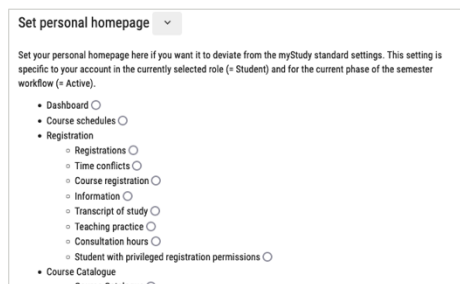 Set personal homepage
Set your personal homepage here if you want it to deviate from the myStudy standard settings. This setting is
specific to your account in the currently selected role (= Student) and for the current phase of the semester
workflow (= Active).
Dashboard
Course schedules
Registration
Registrations
Time conflicts
Course registration
Information
Transcript of study
Teaching practice
Consultation hours
Student with privileged registration permissions
Course Catalogue